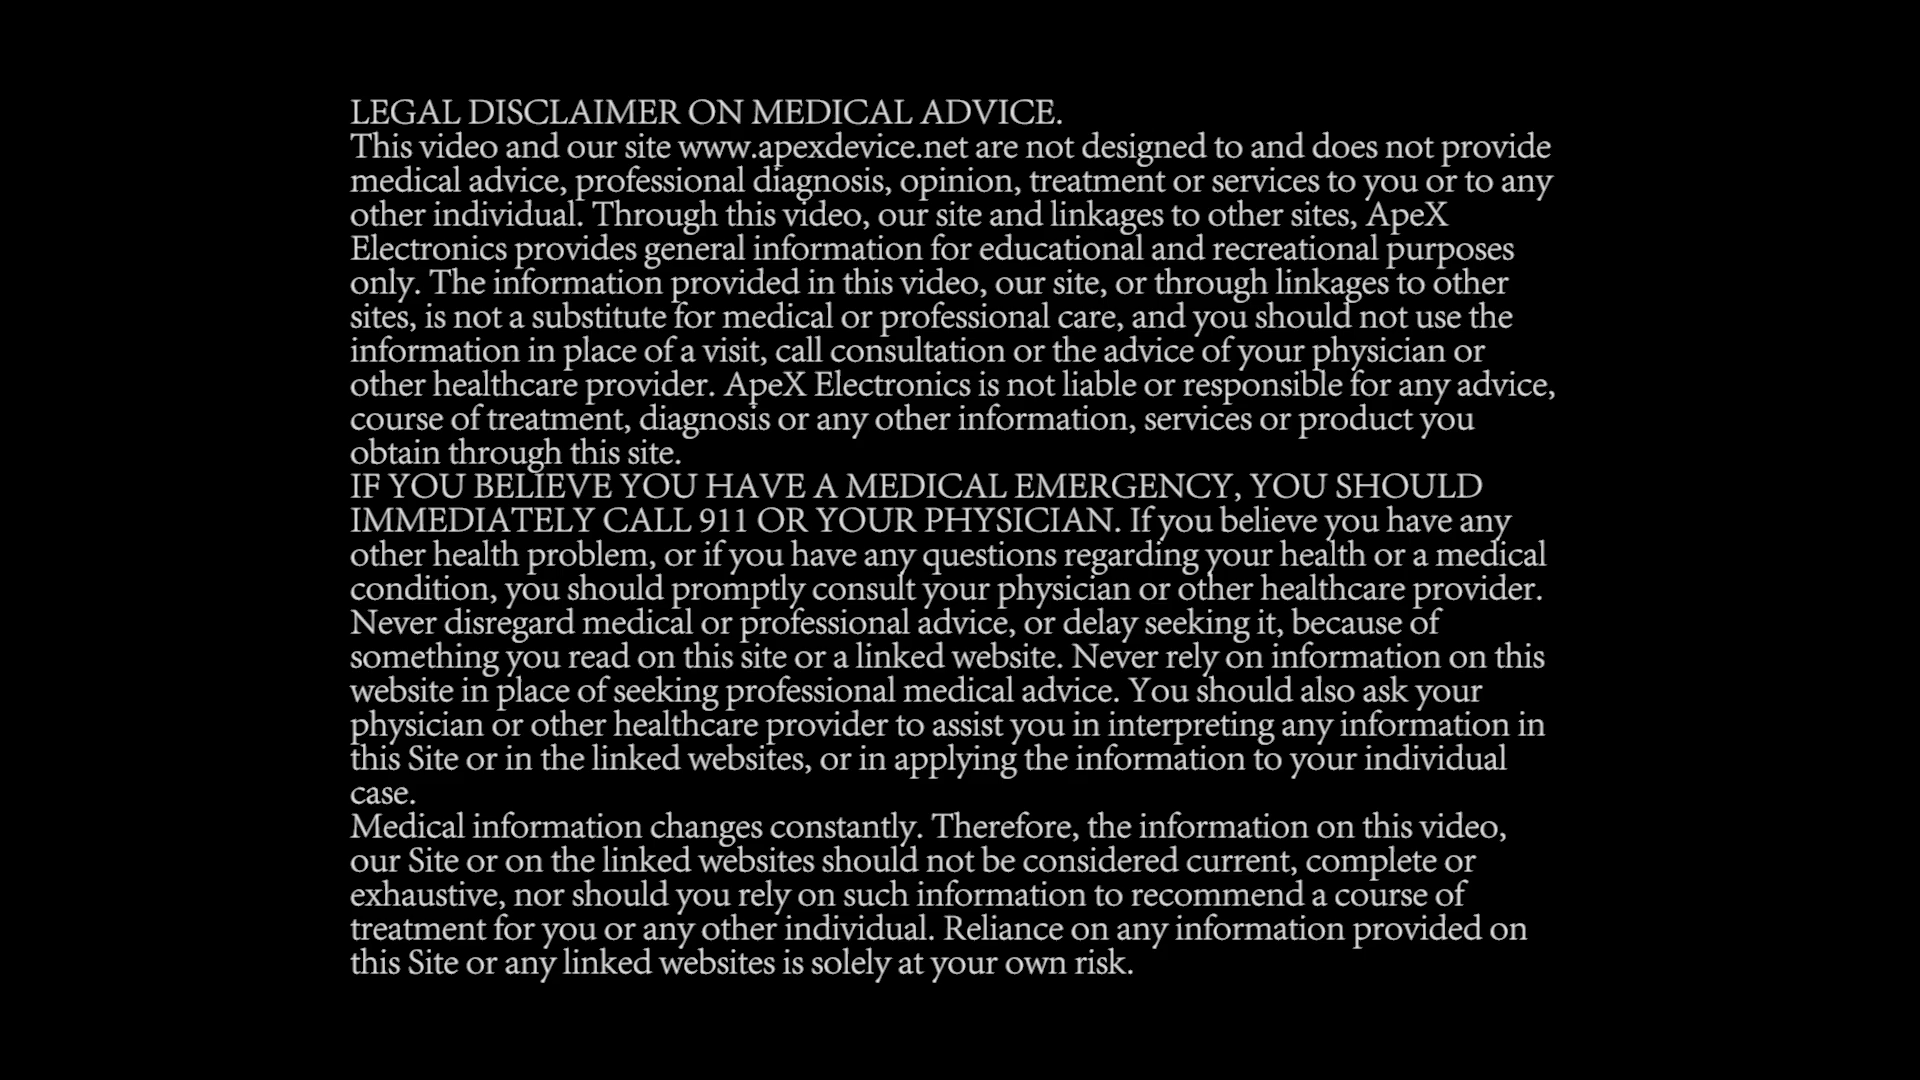 LEGAL DISCLAIMER ON MEDICAL ADVICE.
This video and our site www.apexdevice.net are not designed to and does not provide
medical advice, professional diagnosis, opinion, treatment or services to you or to any
other individual. Through this video, our site and linkages to other sites, ApeX
Electronics provides general information for educational and recreational purposes
only. The information provided in this video, our site, or through linkages to other
sites, is not a substitute for medical or professional care, and you should not use the
information in place of a visit, call consultation or the advice of your physician or
other healthcare provider. ApeX Electronics is not liable or responsible for any advice,
course of treatment, diagnosis or any other information, services or product you
obtain through this site.
IF YOU BELIEVE YOU HAVE A MEDICAL EMERGENCY, YOU SHOULD
IMMEDIATELY CALL 911 OR YOUR PHYSICIAN. If you believe you have any
other health problem, or if you have any questions regarding your health or a medical
condition, you should promptly consult your physician or other healthcare provider.
Never disregard medical or professional advice, or delay seeking it, because of
something you read on this site or a linked website. Never rely on information on this
website in place of seeking professional medical advice. You should also ask your
physician or other healthcare provider to assist you in interpreting any information in
this Site or in the linked websites, or in applying the information to your individual
case.
Medical information changes constantly. Therefore, the information on this video,
our Site or on the linked websites should not be considered current, complete or
exhaustive, nor should you rely on such information to recommend a course of
treatment for you or any other individual. Reliance on any information provided on
this Site or any linked websites is solely at your own risk.